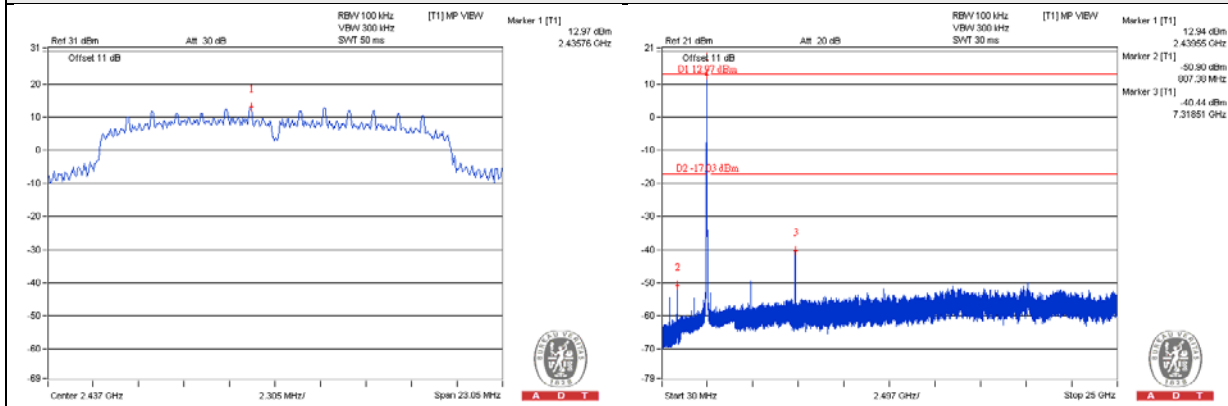 RBW 100 kHz
VBW 300 kHz
SWT 50 ms
[T1] MP VIEW
Marker 1 [T1]
12.97 dBm
2.43576 GHz
Ref 31 dBm
Att 30 dB
31
Offset 11 dB
20
10
0
-10
-20
-30
-40
-50
-60
-69
1
Center 2.437 GHz
2.305 MHz/
Span 23.05 MHz
BUREAU VERITAS
1828
A D T
RBW 100 kHz
VBW 300 kHz
SWT 30 ms
[T1] MP VIEW
Marker 1 [T1]
12.94 dBm
2.43955 GHz
Marker 2 [T1]
-50.90 dBm
807.38 MHz
Marker 3 [T1]
-40.44 dBm
7.31851 GHz
Ref 21 dBm
Att 20 dB
21
Offset 11 dB
D1 12.97 dBm
10
0
-10
D2 -17.03 dBm
-20
-30
-40
-50
-60
-70
-79
2
3
Start 30 MHz
2.497 GHz/
Stop 25 GHz
BUREAU VERITAS
1828
A D T